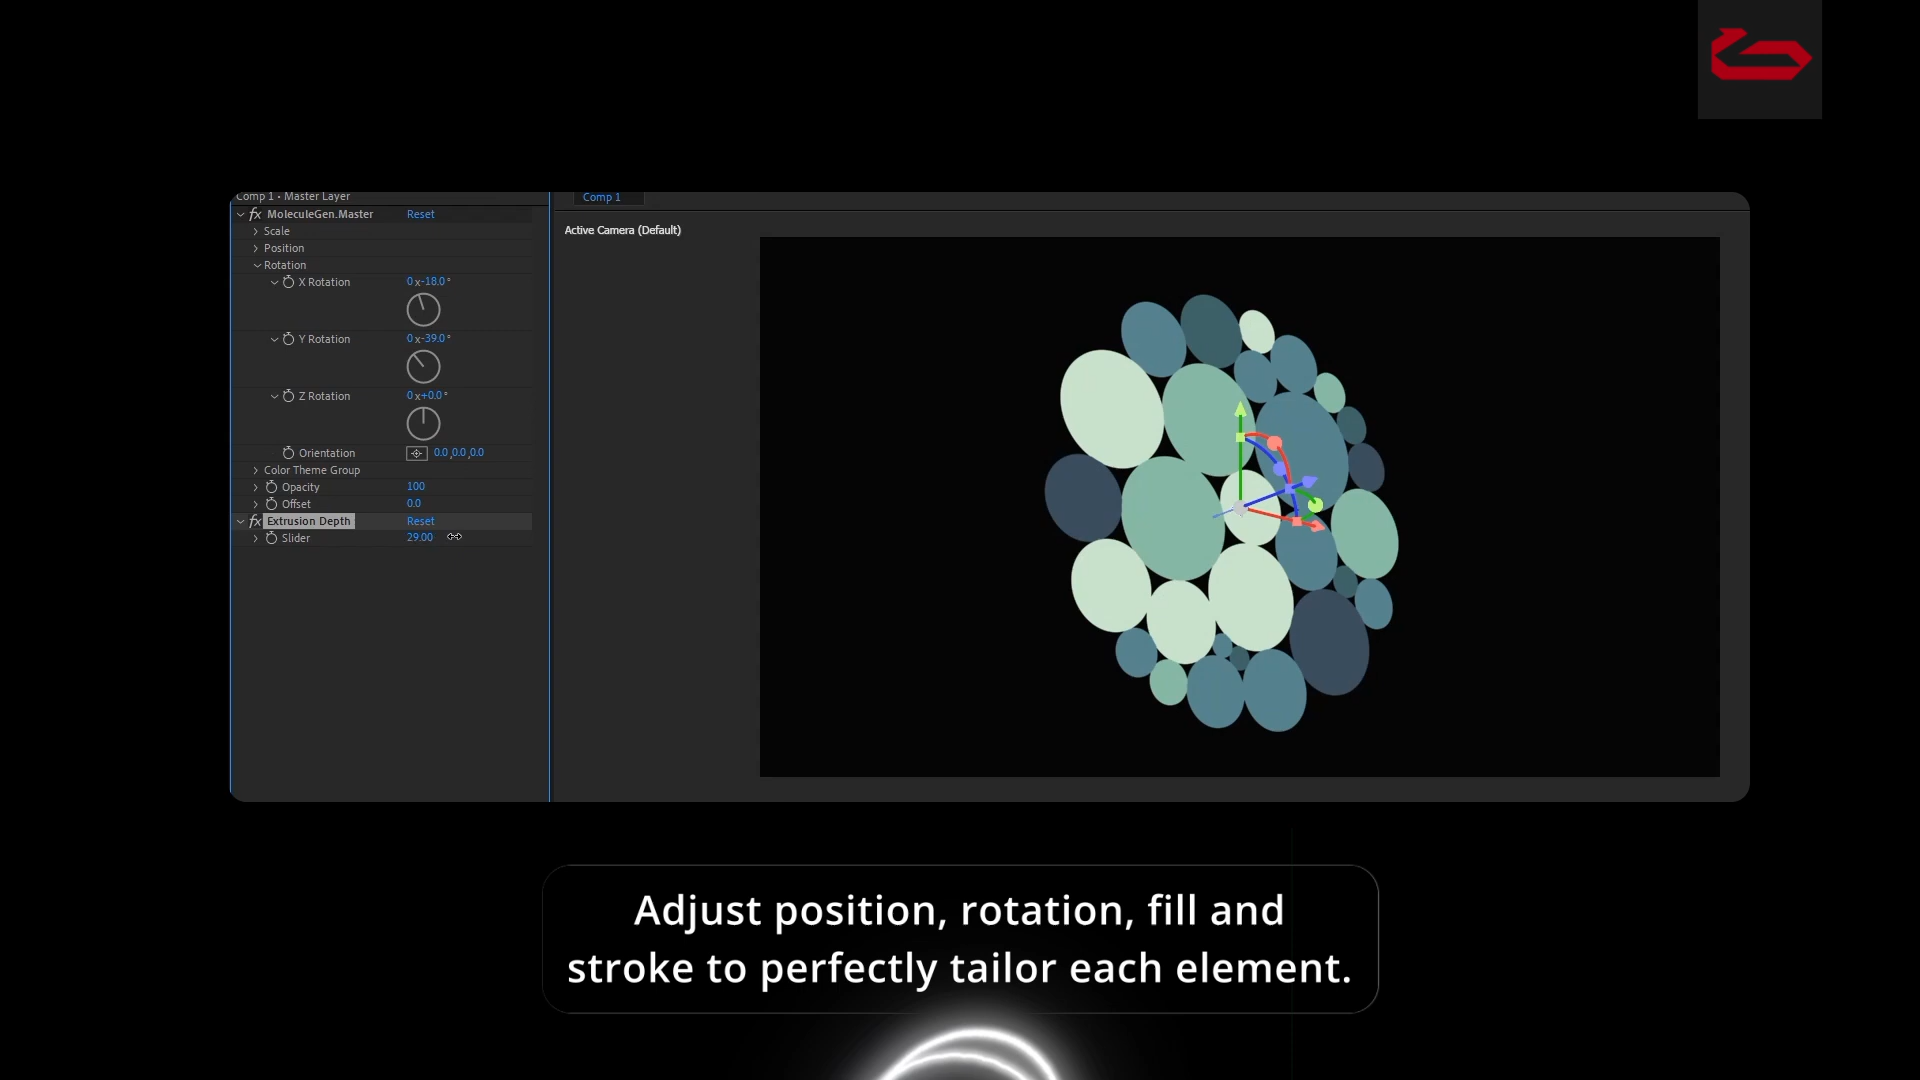 Comp 1 • Master Layer
Comp 1
fx MoleculeGen.Master Reset
Active Camera (Default)
Scale
Position
Rotation
X Rotation 0x-18.0°
Y Rotation 0x-39.0°
Z Rotation 0x+0.0°
Orientation 0.0,0.0,0.0
Color Theme Group
Opacity 100
Offset 0.0
fx Extrusion Depth Reset
Slider 29.00
Adjust position, rotation, fill and
stroke to perfectly tailor each element.